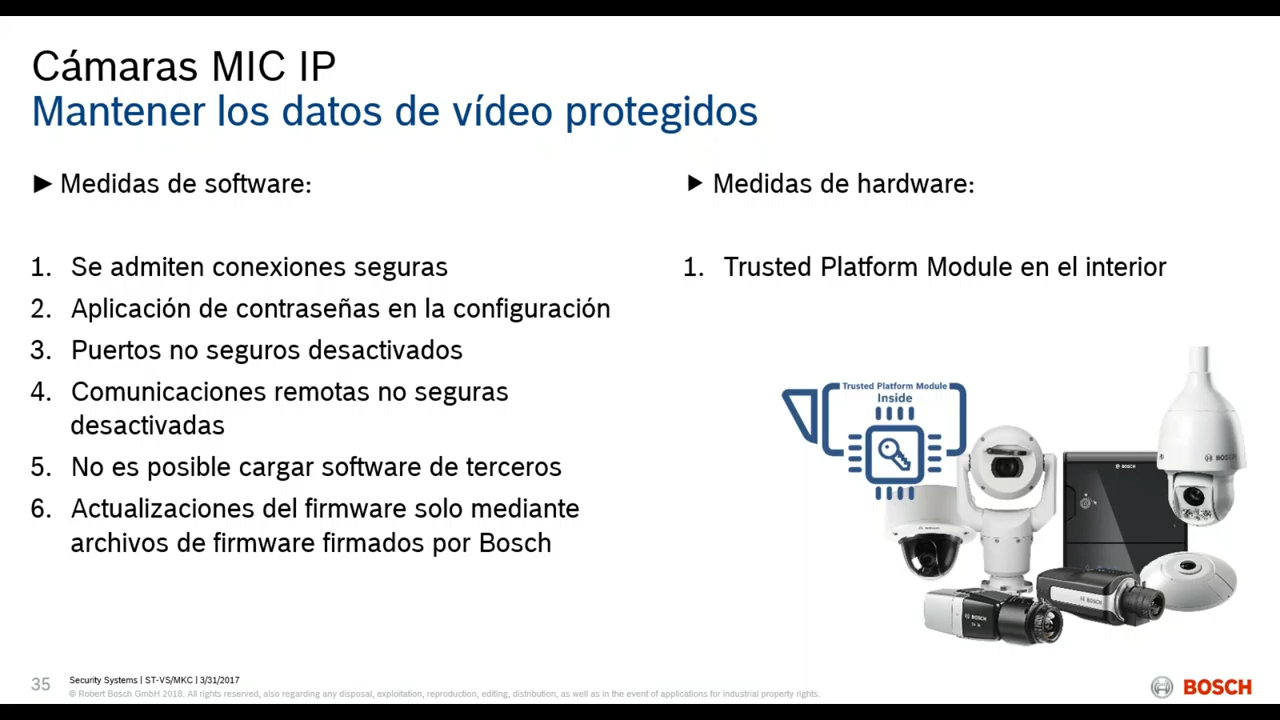 Cámaras MIC IP
Mantener los datos de vídeo protegidos
► Medidas de software:
1. Se admiten conexiones seguras
2. Aplicación de contraseñas en la configuración
3. Puertos no seguros desactivados
4. Comunicaciones remotas no seguras
desactivadas
5. No es posible cargar software de terceros
6. Actualizaciones del firmware solo mediante
archivos de firmware firmados por Bosch
► Medidas de hardware:
1. Trusted Platform Module en el interior
Trusted Platform Module
Inside
BOSCH
BOSCH
BOSCH
BOSCH
35
Security Systems | ST-VS/MKC | 3/31/2017
© Robert Bosch GmbH 2018. All rights reserved, also regarding any disposal, exploitation, reproduction, editing, distribution, as well as in the event of applications for industrial property rights.
BOSCH